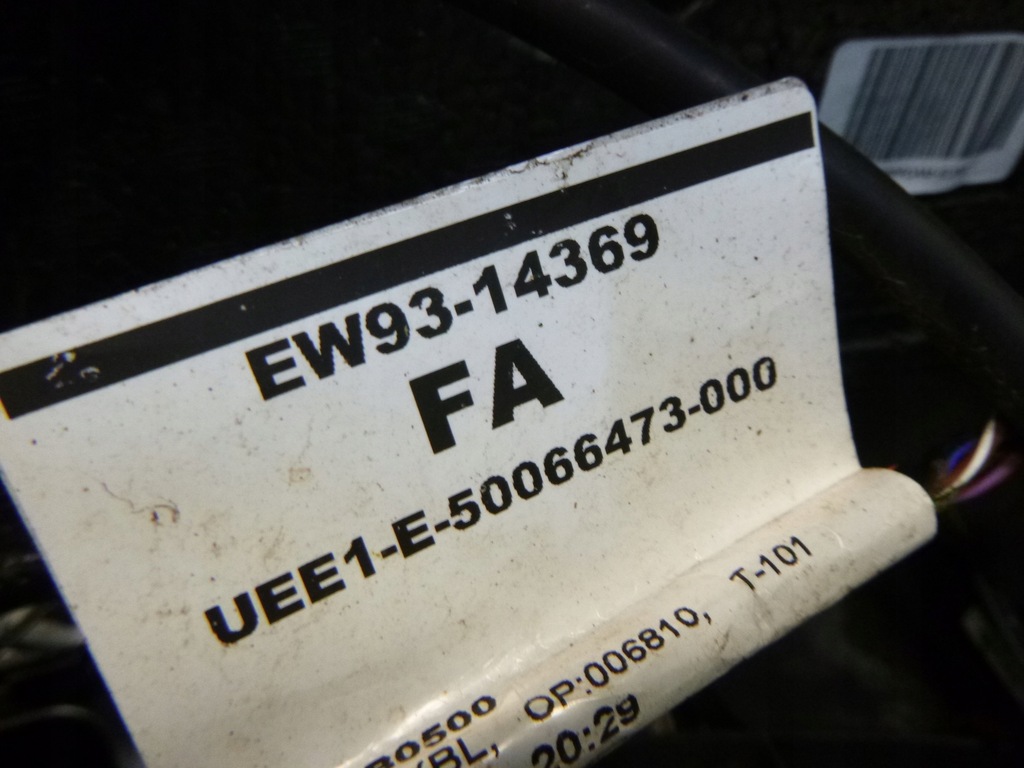 EW93-14369
FA
UEE1-E-50066473-000
OP:006810, T-101
20:29